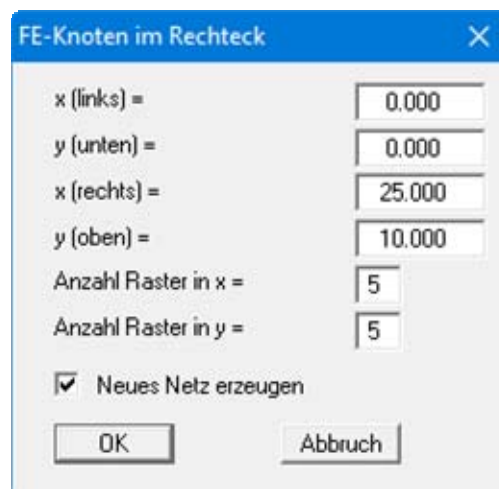 FE-Knoten im Rechteck
x (links) = 0.000
y (unten) = 0.000
x (rechts) = 25.000
y (oben) = 10.000
Anzahl Raster in x = 5
Anzahl Raster in y = 5
Neues Netz erzeugen
OK Abbruch